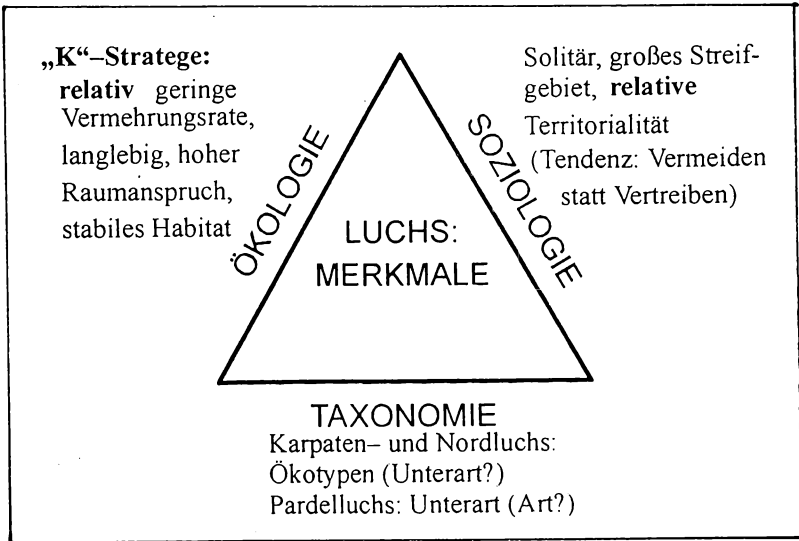 „K“–Stratege:
relativ geringe
Vermehrungsrate,
langlebig, hoher
Raumanspruch,
stabiles Habitat
ÖKOLOGIE
Solitär, großes Streif-
gebiet, relative
Territorialität
(Tendenz: Vermeiden
statt Vertreiben)
SOZIOLOGIE
LUCHS:
MERKMALE
TAXONOMIE
Karpaten– und Nordluchs:
Ökotypen (Unterart?)
Pardelluchs: Unterart (Art?)